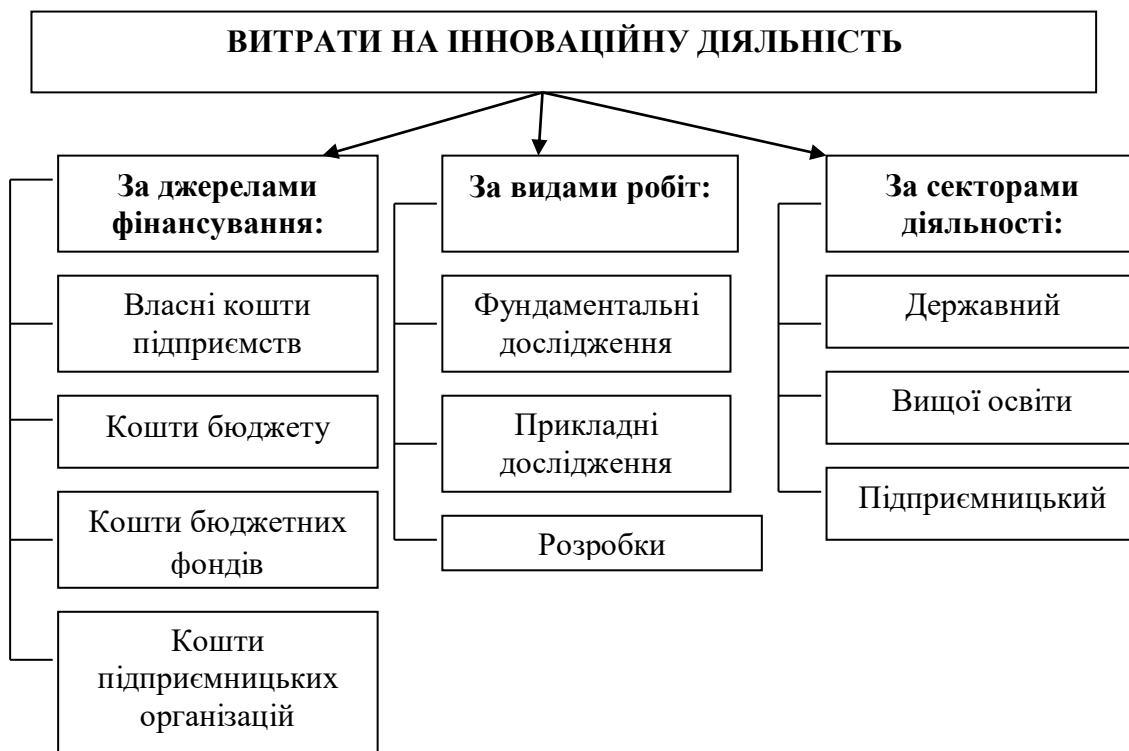 ВИТРАТИ НА ІННОВАЦІЙНУ ДІЯЛЬНІСТЬ
За джерелами
фінансування:
Власні кошти
підприємств
Кошти бюджету
Кошти бюджетних
фондів
Кошти
підприємницьких
організацій
За видами робіт:
Фундаментальні
дослідження
Прикладні
дослідження
Розробки
За секторами
діяльності:
Державний
Вищої освіти
Підприємницький